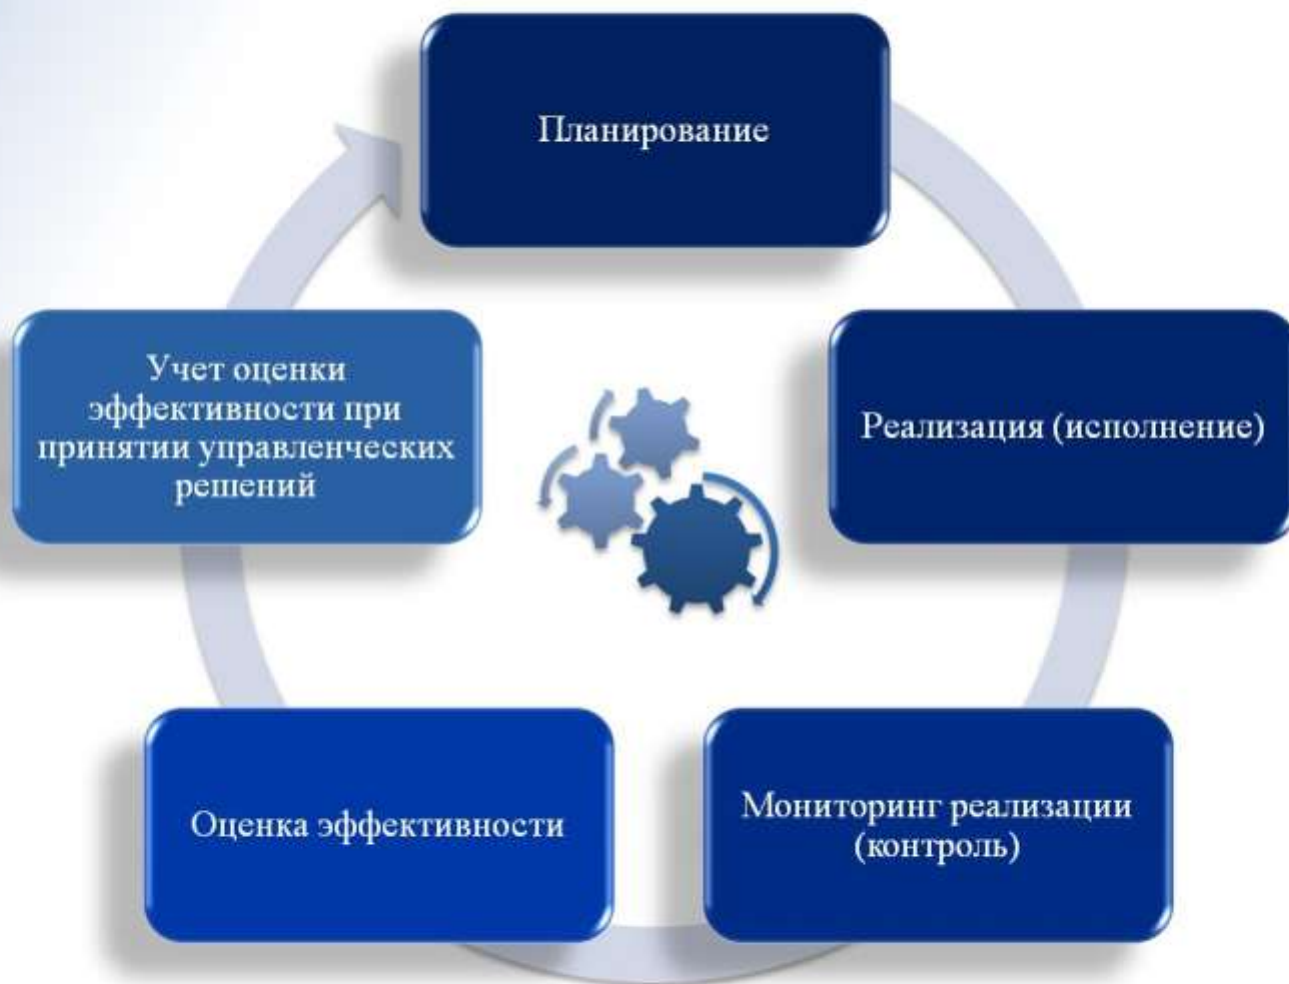 Планирование
Реализация (исполнение)
Мониторинг реализации
(контроль)
Оценка эффективности
Учет оценки
эффективности при
принятии управленческих
решений